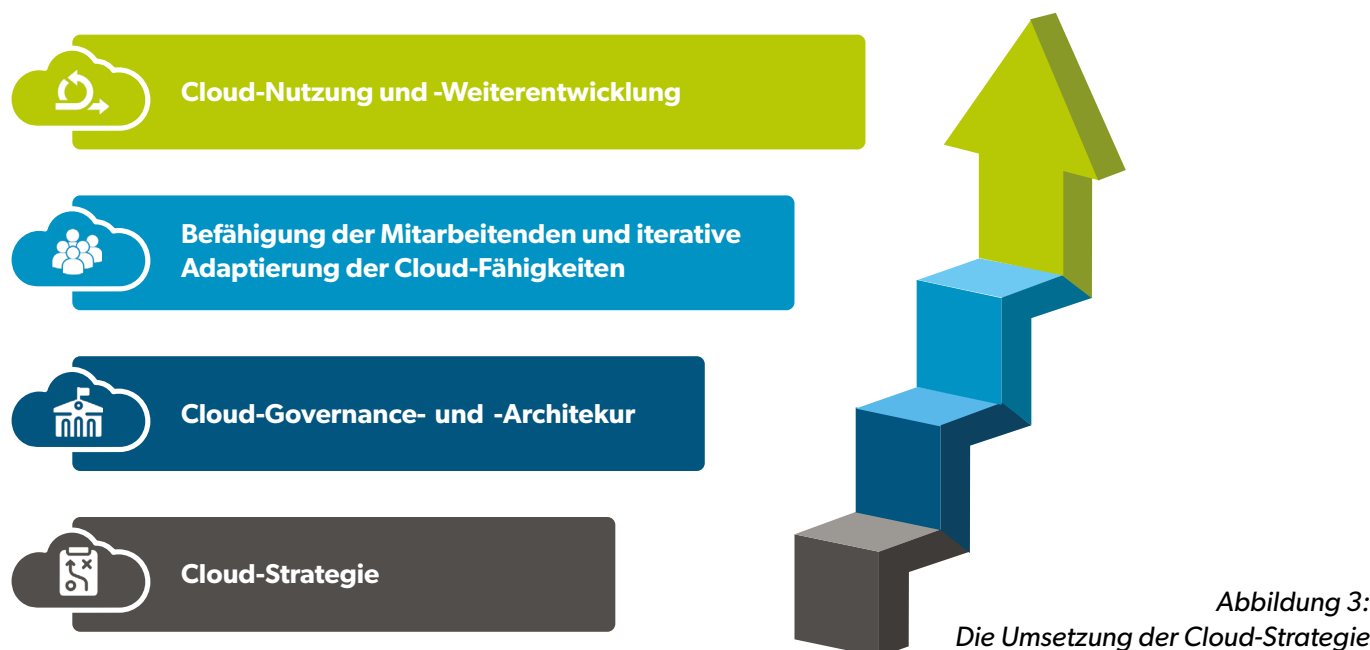 Cloud-Nutzung und -Weiterentwicklung
Befähigung der Mitarbeitenden und iterative
Adaptierung der Cloud-Fähigkeiten
Cloud-Governance- und -Architekur
Cloud-Strategie
Abbildung 3:
Die Umsetzung der Cloud-Strategie